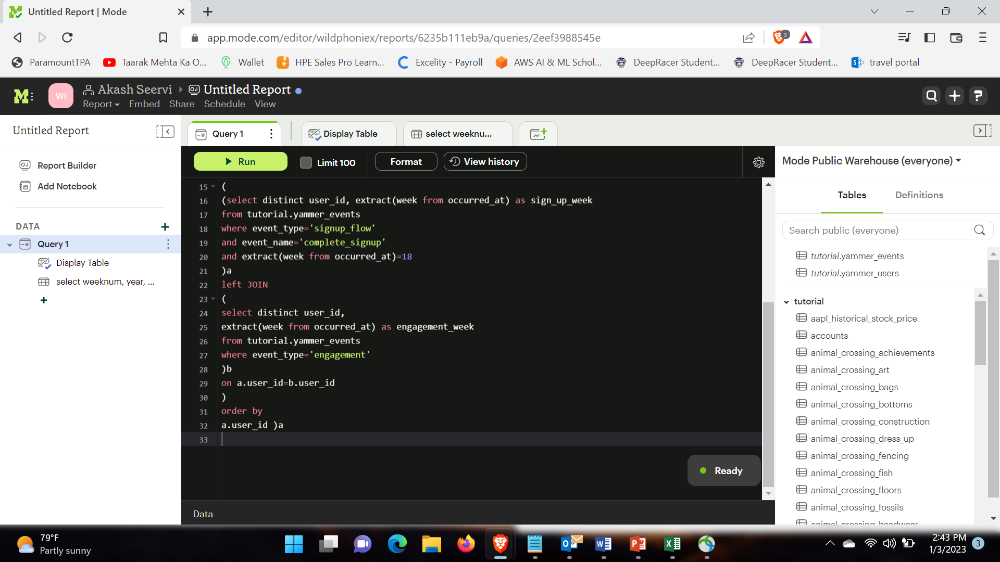 Untitled Report | Mode
app.mode.com/editor/wildphoniex/reports/6235b111eb9a/queries/2eef3988545e
3
ParamountTPA
Taarak Mehta Ka O...
Wallet
HPE Sales Pro Learn...
Excelity - Payroll
AWS AI & ML Schol...
DeepRacer Student...
DeepRacer Student...
travel portal
WI
Akash Seervi
Untitled Report
Report
Embed
Share
Schedule
View
Untitled Report
Query 1
Display Table
select weeknu...
Report Builder
Add Notebook
DATA
Query 1
Display Table
select weeknum, year, ...
Run
Limit 100
Format
View history
15 (
16 (select distinct user_id, extract(week from occurred_at) as sign_up_week
17 from tutorial.yammer_events
18 where event_type='signup_flow'
19 and event_name='complete_signup'
20 and extract(week from occurred_at)=18
21 )a
22 left JOIN
23 (
24 select distinct user_id,
25 extract(week from occurred_at) as engagement_week
26 from tutorial.yammer_events
27 where event_type='engagement'
28 )b
29 on a.user_id=b.user_id
30 )
31 order by
32 a.user_id )a
33
Ready
Data
Mode Public Warehouse (everyone)
Tables
Definitions
Search public (everyone)
tutorial.yammer_events
tutorial.yammer_users
tutorial
aapl_historical_stock_price
accounts
animal_crossing_achievements
animal_crossing_art
animal_crossing_bags
animal_crossing_bottoms
animal_crossing_construction
animal_crossing_dress_up
animal_crossing_fencing
animal_crossing_fish
animal_crossing_floors
animal_crossing_fossils
animal_crossing_headwear
79°F
Partly sunny
2:43 PM
1/3/2023
3